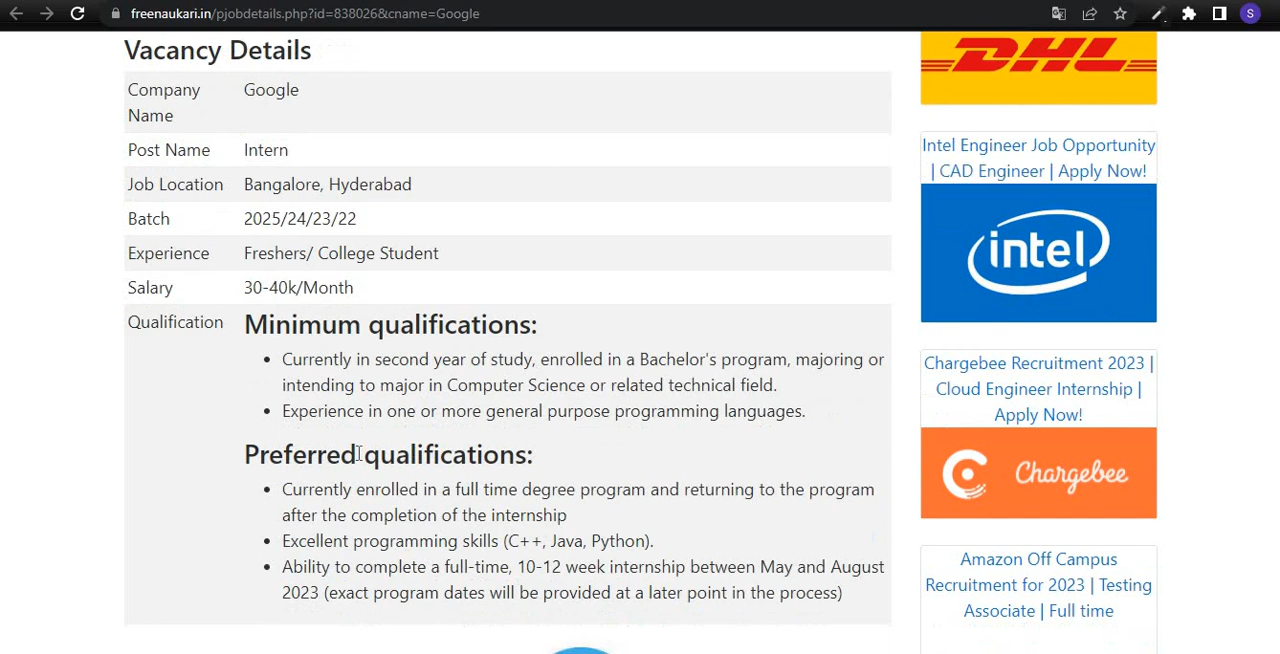 freenaukari.in/pjobdetails.php?id=838026&cname=Google
S
Vacancy Details
Company
Name
Google
Post Name
Intern
Job Location
Bangalore, Hyderabad
Batch
2025/24/23/22
Experience
Freshers/ College Student
Salary
30-40k/Month
Qualification
Minimum qualifications:
• Currently in second year of study, enrolled in a Bachelor's program, majoring or
intending to major in Computer Science or related technical field.
• Experience in one or more general purpose programming languages.
Preferred qualifications:
• Currently enrolled in a full time degree program and returning to the program
after the completion of the internship
• Excellent programming skills (C++, Java, Python).
• Ability to complete a full-time, 10-12 week internship between May and August
2023 (exact program dates will be provided at a later point in the process)
DHL
Intel Engineer Job Opportunity
| CAD Engineer | Apply Now!
intel
Chargebee Recruitment 2023 |
Cloud Engineer Internship |
Apply Now!
Chargebee
Amazon Off Campus
Recruitment for 2023 | Testing
Associate | Full time